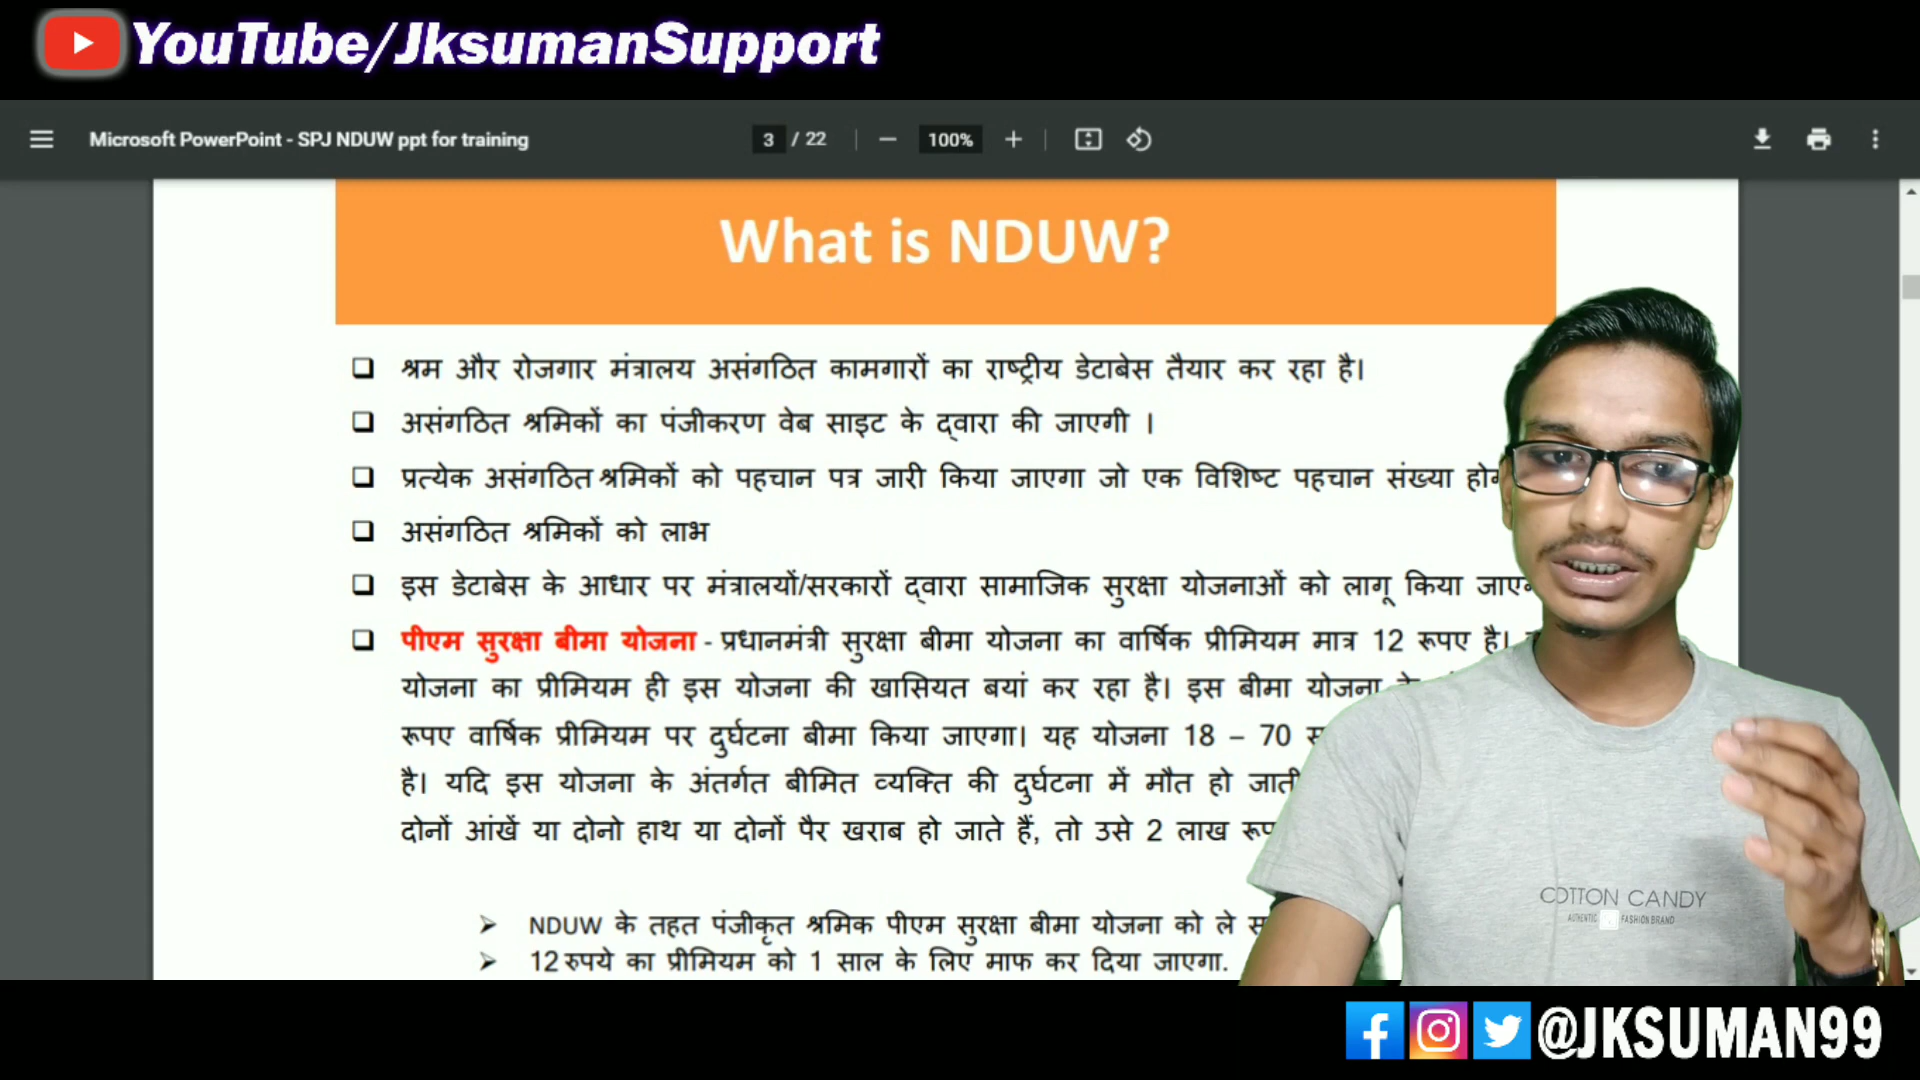 YouTube/JksumanSupport
Microsoft PowerPoint - SPJ NDUW ppt for training
3 / 22
100%
What is NDUW?
श्रम और रोजगार मंत्रालय असंगठित कामगारों का राष्ट्रीय डेटाबेस तैयार कर रहा है।
असंगठित श्रमिकों का पंजीकरण वेब साइट के द्वारा की जाएगी ।
प्रत्येक असंगठित श्रमिकों को पहचान पत्र जारी किया जाएगा जो एक विशिष्ट पहचान संख्या
असंगठित श्रमिकों को लाभ
इस डेटाबेस के आधार पर मंत्रालयों/सरकारों द्वारा सामाजिक सुरक्षा योजनाओं को लागू किया
पीएम सुरक्षा बीमा योजना - प्रधानमंत्री सुरक्षा बीमा योजना का वार्षिक प्रीमियम मात्र 12 रूपए है।
योजना का प्रीमियम ही इस योजना की खासियत बयां कर रहा है। इस बीमा योजना
रूपए वार्षिक प्रीमियम पर दुर्घटना बीमा किया जाएगा। यह योजना 18 – 70
है। यदि इस योजना के अंतर्गत बीमित व्यक्ति की दुर्घटना में मौत हो
दोनों आंखें या दोनो हाथ या दोनों पैर खराब हो जाते हैं, तो उसे 2 लाख
NDUW के तहत पंजीकृत श्रमिक पीएम सुरक्षा बीमा योजना को ले
12 रुपये का प्रीमियम को 1 साल के लिए माफ कर दिया जाएगा.
COTTON CANDY
AUTHENTIC FASHION BRAND
@JKSUMAN99